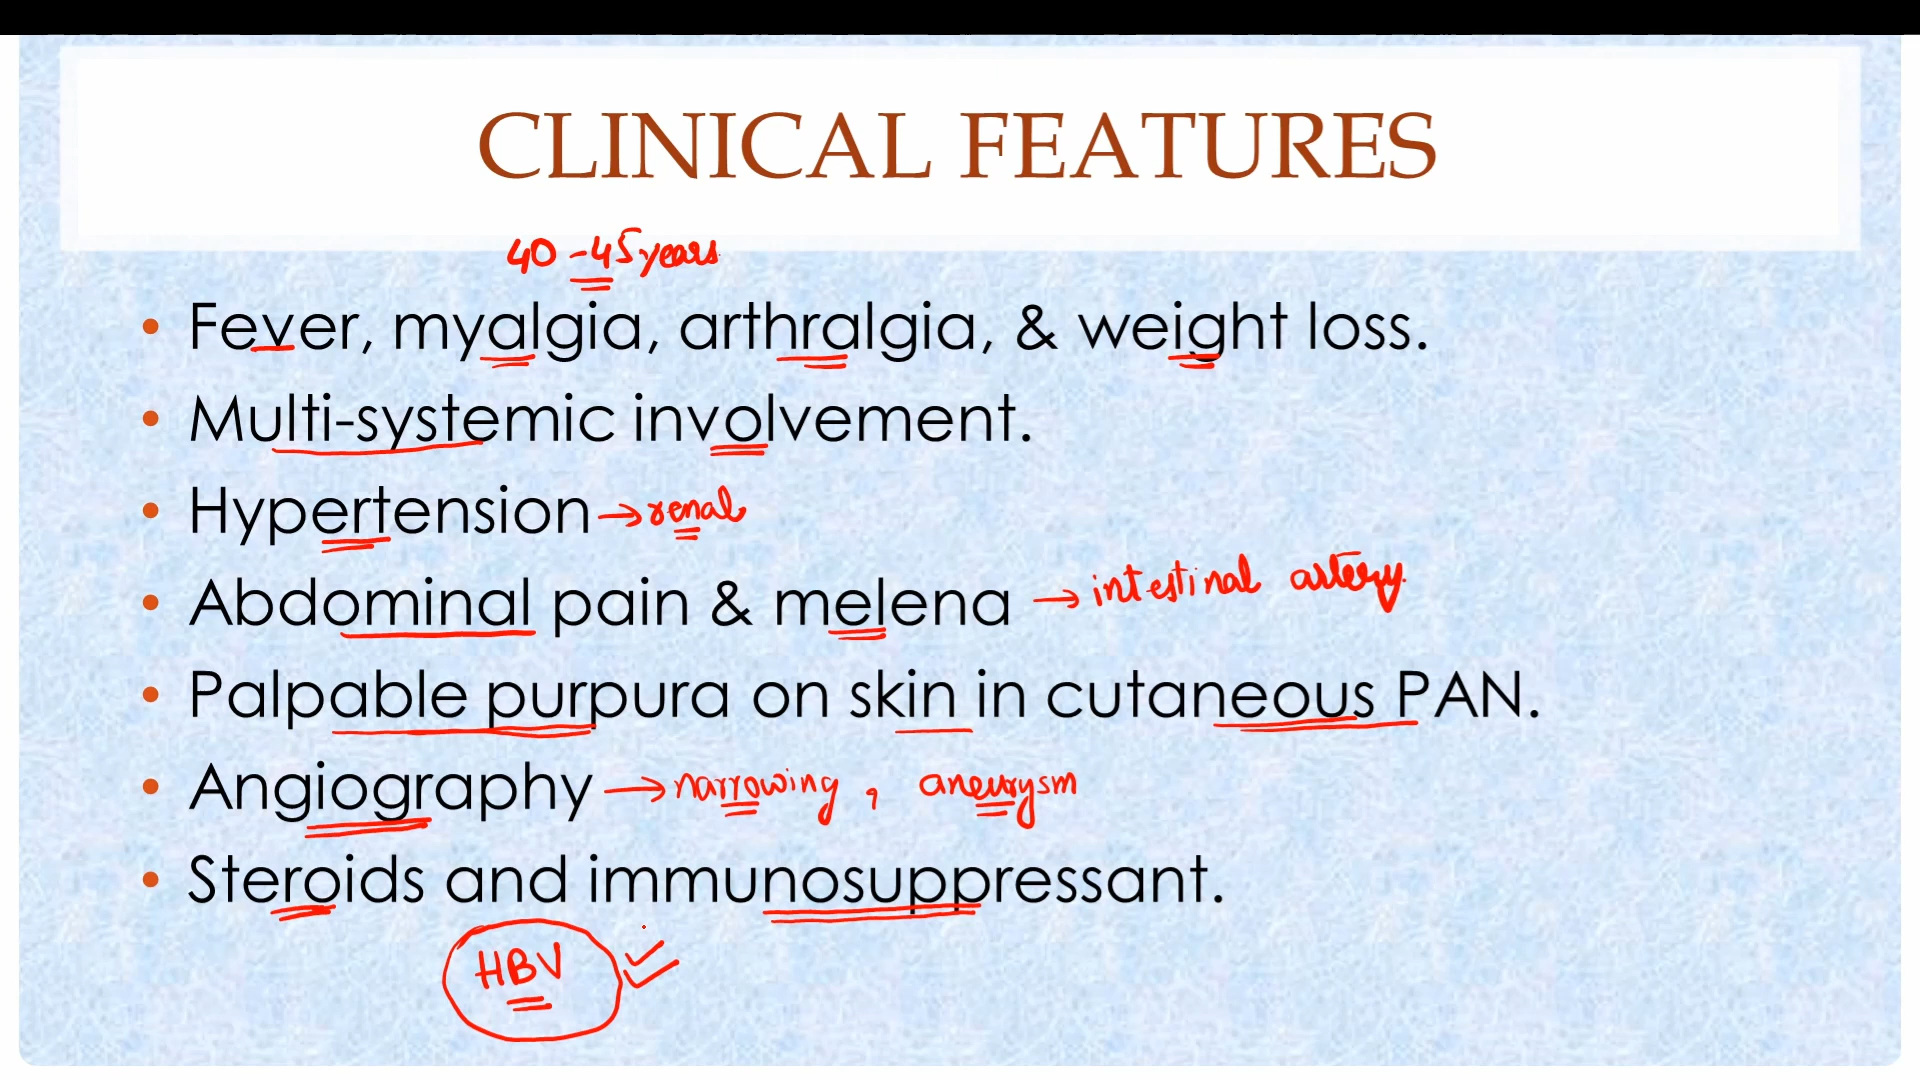 CLINICAL FEATURES
40 - 45 years
• Fever, myalgia, arthralgia, & weight loss.
• Multi-systemic involvement.
• Hypertension → renal
• Abdominal pain & melena → intestinal artery.
• Palpable purpura on skin in cutaneous PAN.
• Angiography → narrowing, aneurysm
• Steroids and immunosuppressant.
HBV